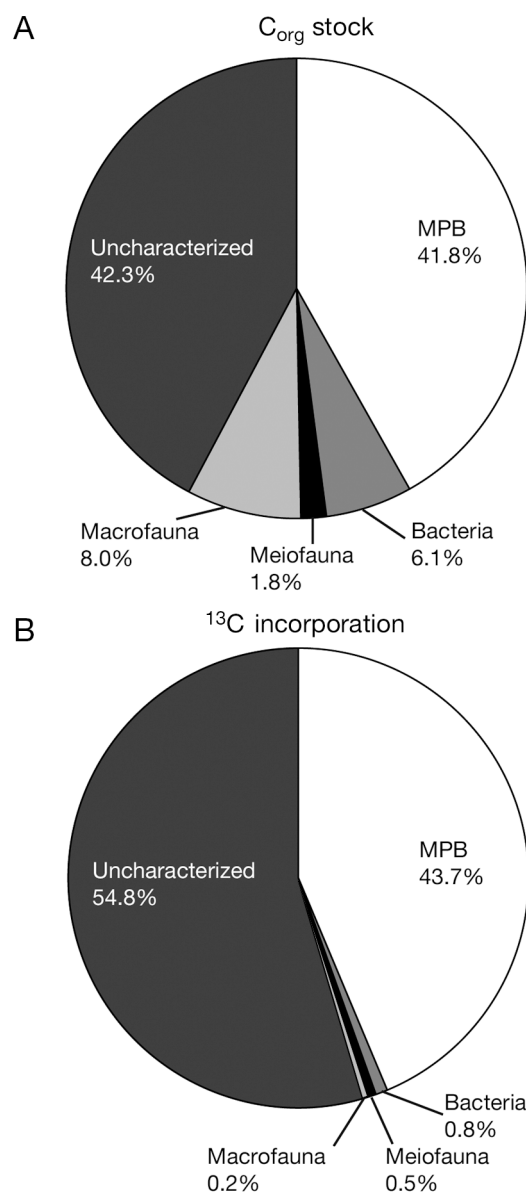 A
C_org stock
MPB
41.8%
Uncharacterized
42.3%
Macrofauna
8.0%
Meiofauna
1.8%
Bacteria
6.1%
B
¹³C incorporation
MPB
43.7%
Uncharacterized
54.8%
Bacteria
0.8%
Macrofauna
0.2%
Meiofauna
0.5%